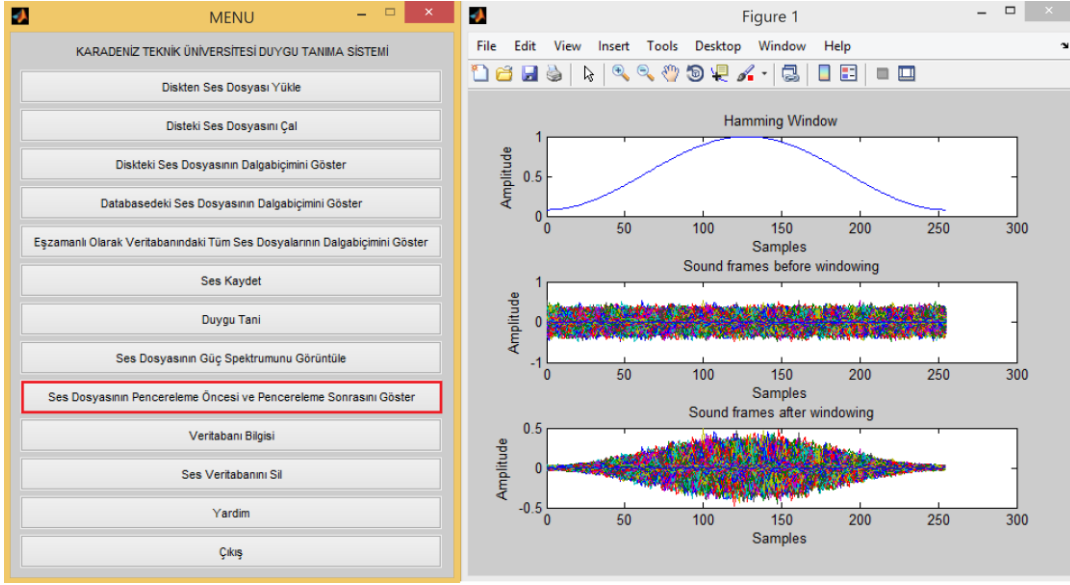 MENU
KARADENİZ TEKNİK ÜNİVERSİTESİ DUYGU TANIMA SİSTEMİ
Diskten Ses Dosyası Yükle
Disteki Ses Dosyasını Çal
Diskteki Ses Dosyasının Dalgabiçimini Göster
Databasedeki Ses Dosyasının Dalgabiçimini Göster
Eşzamanlı Olarak Veritabanındaki Tüm Ses Dosyalarının Dalgabiçimini Göster
Ses Kaydet
Duygu Tani
Ses Dosyasının Güç Spektrumunu Görüntüle
Ses Dosyasının Pencereleme Öncesi ve Pencereleme Sonrasını Göster
Veritabanı Bilgisi
Ses Veritabanını Sil
Yardim
Çıkış
Figure 1
File Edit View Insert Tools Desktop Window Help
Hamming Window
Amplitude
1
0.5
0
0 50 100 150 200 250 300
Samples
Sound frames before windowing
Amplitude
1
0
-1
0 50 100 150 200 250 300
Samples
Sound frames after windowing
Amplitude
0.5
0
-0.5
0 50 100 150 200 250 300
Samples